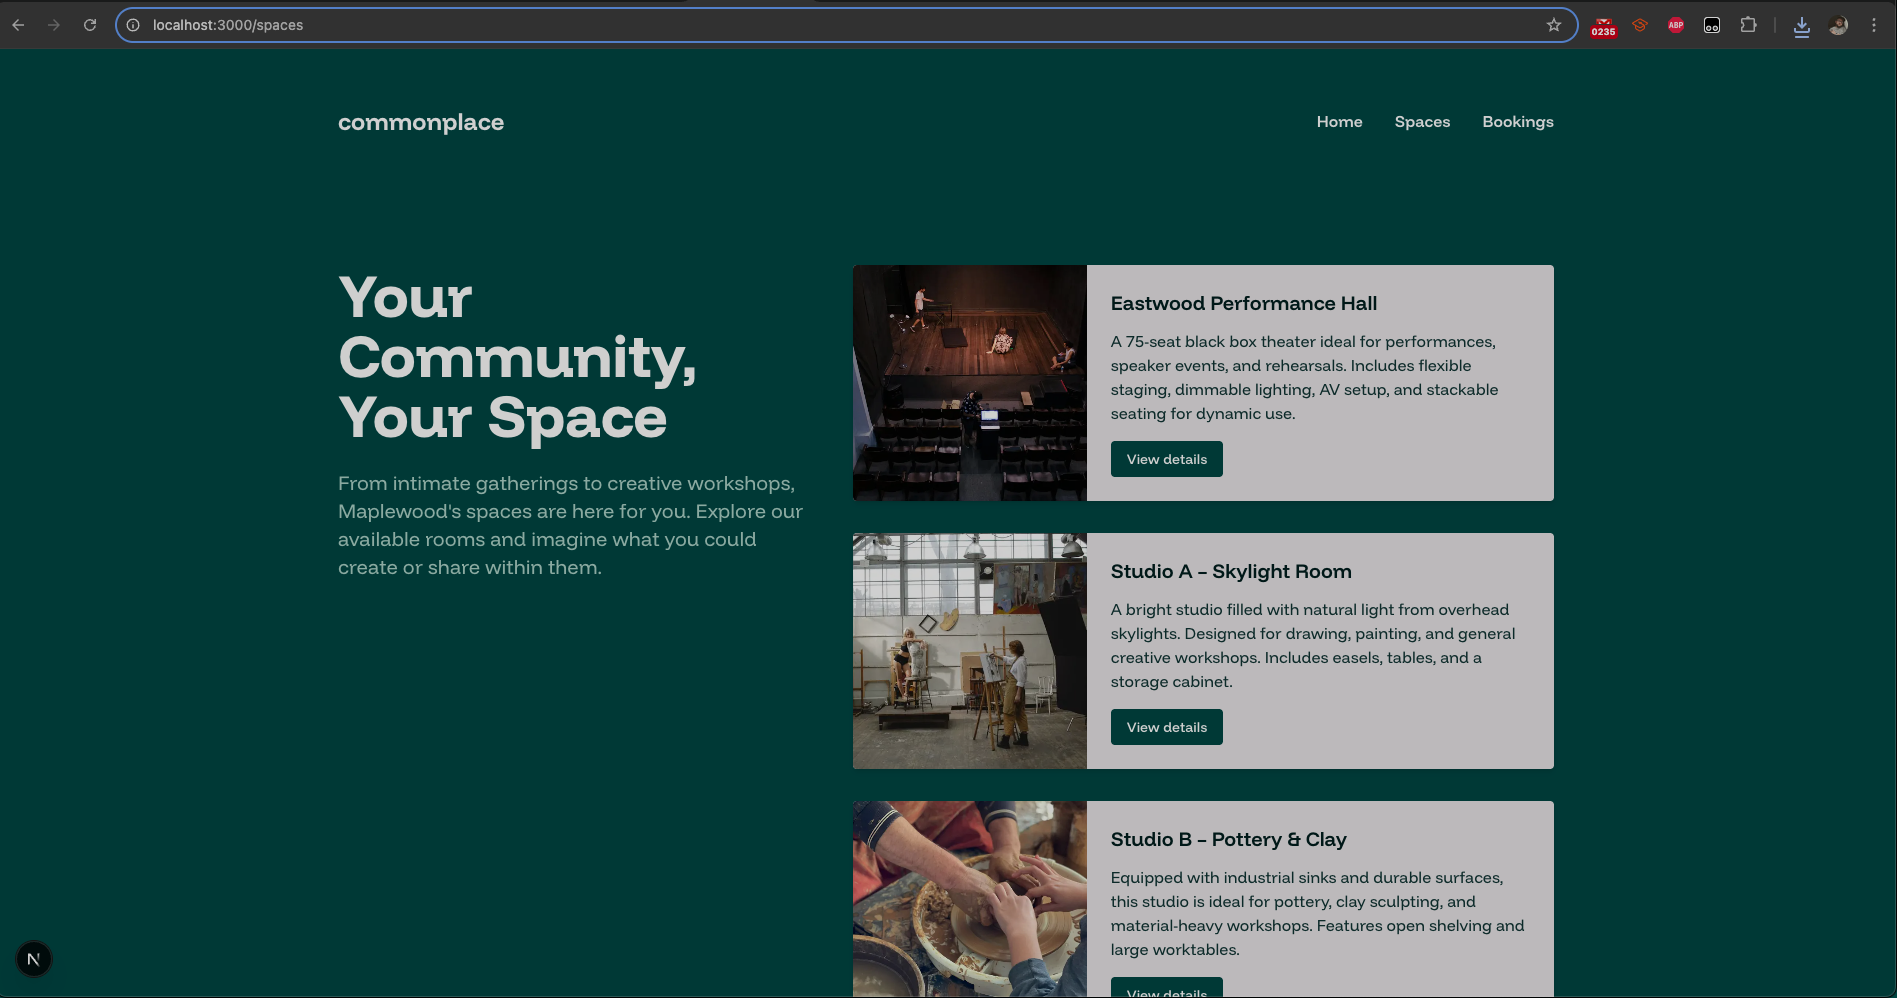 localhost:3000/spaces
0235
ABP
commonplace
Home Spaces Bookings
Your
Community,
Your Space
From intimate gatherings to creative workshops,
Maplewood's spaces are here for you. Explore our
available rooms and imagine what you could
create or share within them.
Eastwood Performance Hall
A 75-seat black box theater ideal for performances,
speaker events, and rehearsals. Includes flexible
staging, dimmable lighting, AV setup, and stackable
seating for dynamic use.
View details
Studio A – Skylight Room
A bright studio filled with natural light from overhead
skylights. Designed for drawing, painting, and general
creative workshops. Includes easels, tables, and a
storage cabinet.
View details
Studio B – Pottery & Clay
Equipped with industrial sinks and durable surfaces,
this studio is ideal for pottery, clay sculpting, and
material-heavy workshops. Features open shelving and
large worktables.
View details
N